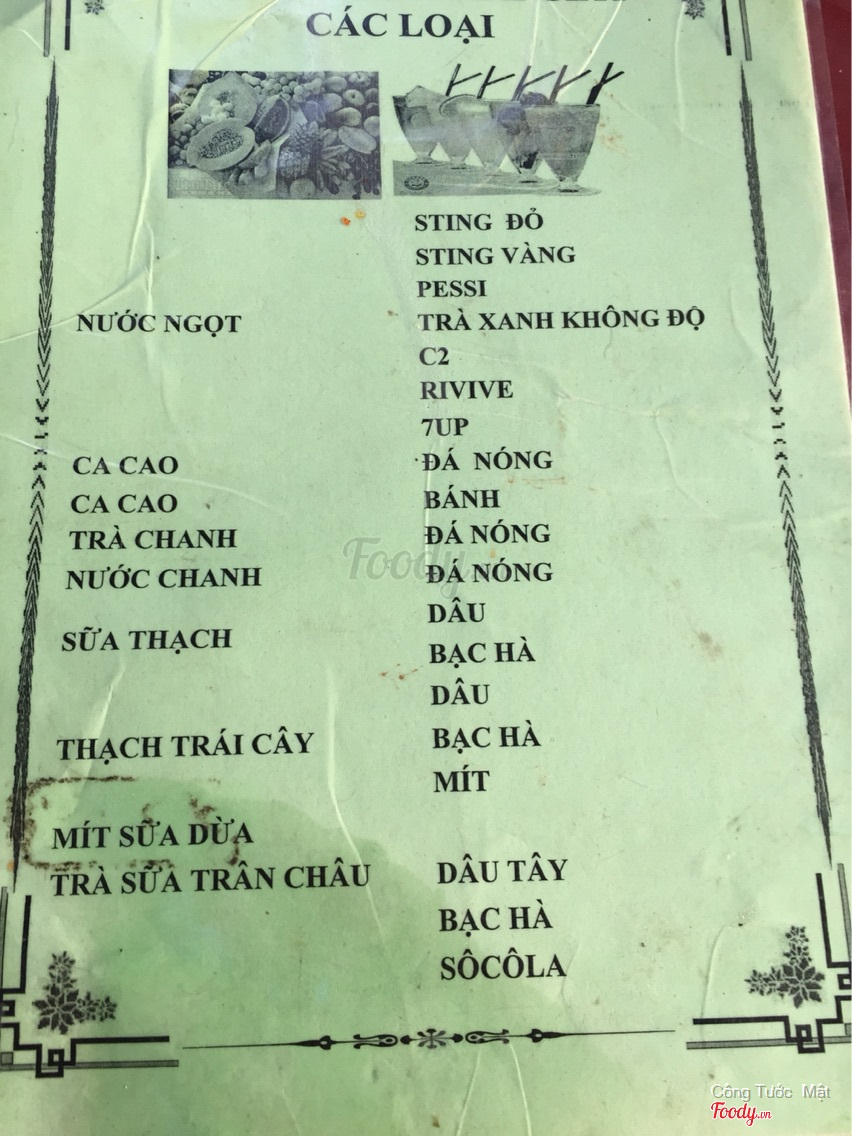 CÁC LOẠI
STING ĐỎ
STING VÀNG
PESSI
NƯỚC NGỌT TRÀ XANH KHÔNG ĐỘ
C2
RIVIVE
7UP
CA CAO ĐÁ NÓNG
CA CAO BÁNH
TRÀ CHANH ĐÁ NÓNG
Foody
NƯỚC CHANH ĐÁ NÓNG
DÂU
SỮA THẠCH
BẠC HÀ
DÂU
THẠCH TRÁI CÂY BẠC HÀ
MÍT
MÍT SỮA DỪA
TRÀ SỮA TRÂN CHÂU DÂU TÂY
BẠC HÀ
SÔCÔLA
Công Tước Mật
Foody.vn